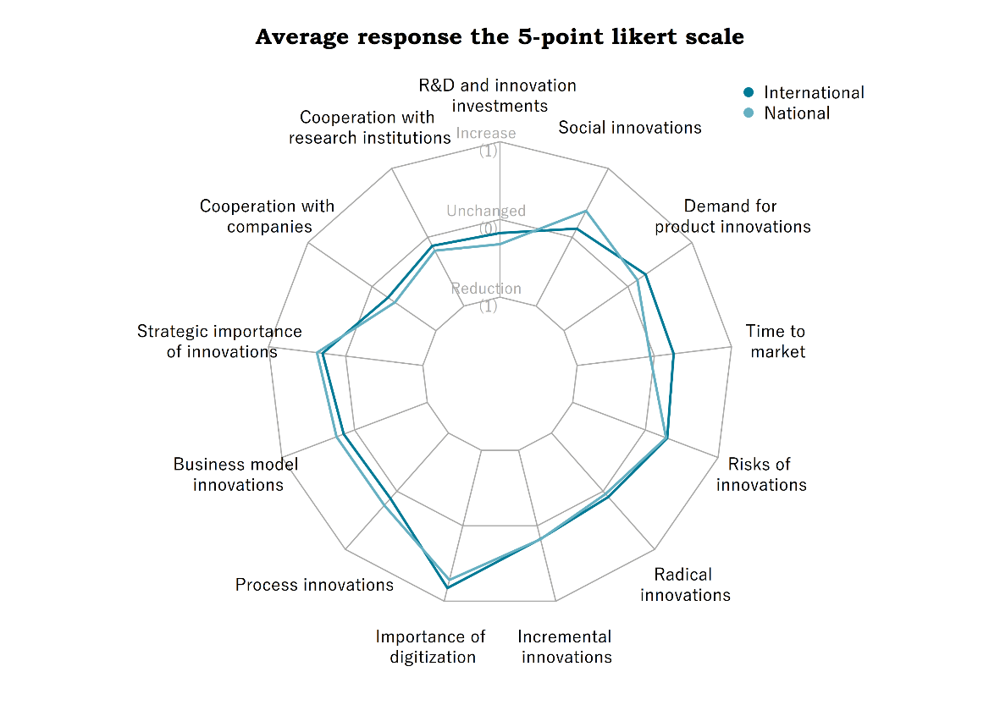 Average response the 5-point likert scale
International
National
R&D and innovation
investments
Social innovations
Demand for
product innovations
Time to
market
Risks of
innovations
Radical
innovations
Incremental
innovations
Importance of
digitization
Process innovations
Business model
innovations
Strategic importance
of innovations
Cooperation with
companies
Cooperation with
research institutions
Increase
(1)
Unchanged
(0)
Reduction
(1)